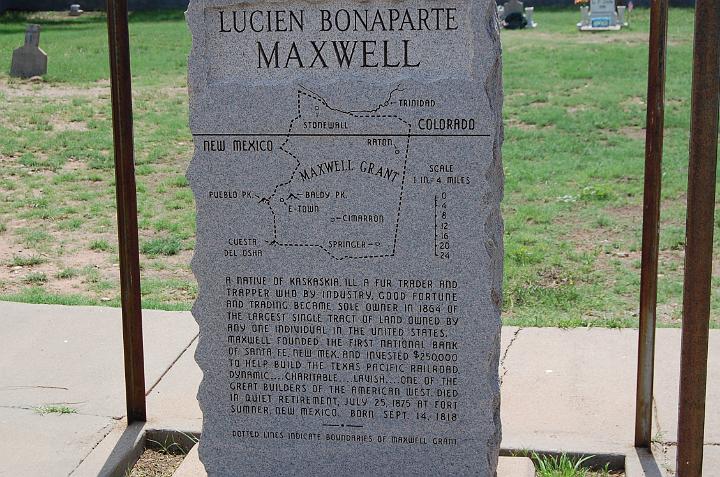 LUCIEN BONAPARTE
MAXWELL
TRINIDAD
STONEWALL
COLORADO
NEW MEXICO
RATON
MAXWELL GRANT
SCALE
1 IN.-4 MILES
PUEBLO PK.
BALDY PK.
E-TOWN
CIMARRON
0
4
8
12
16
20
24
CUESTA
DEL OSHA
SPRINGER
A NATIVE OF KASKASKIA, ILL. A FUR TRADER AND
TRAPPER WHO BY INDUSTRY, GOOD FORTUNE
AND TRADING BECAME SOLE OWNER IN 1864 OF
THE LARGEST SINGLE TRACT OF LAND OWNED BY
ANY ONE INDIVIDUAL IN THE UNITED STATES.
MAXWELL FOUNDED THE FIRST NATIONAL BANK
OF SANTA FE, NEW MEX. AND INVESTED $250,000
TO HELP BUILD THE TEXAS PACIFIC RAILROAD.
DYNAMIC....CHARITABLE....LAVISH....ONE OF THE
GREAT BUILDERS OF THE AMERICAN WEST. DIED
IN QUIET RETIREMENT, JULY 25, 1875 AT FORT
SUMNER, NEW MEXICO. BORN SEPT. 14, 1818
DOTTED LINES INDICATE BOUNDARIES OF MAXWELL GRANT